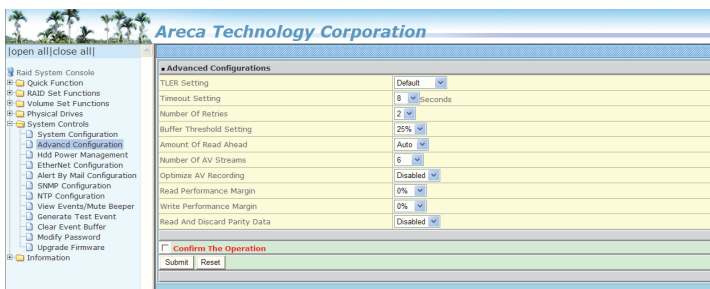 Areca Technology Corporation
|open all|close all|
Raid System Console
Quick Function
RAID Set Functions
Volume Set Functions
Physical Drives
System Controls
System Configuration
Advancd Configuration
Hdd Power Management
EtherNet Configuration
Alert By Mail Configuration
SNMP Configuration
NTP Configuration
View Events/Mute Beeper
Generate Test Event
Clear Event Buffer
Modify Password
Upgrade Firmware
Information
▪ Advanced Configurations
TLER Setting Default
Timeout Setting 8 Seconds
Number Of Retries 2
Buffer Threshold Setting 25%
Amount Of Read Ahead Auto
Number Of AV Streams 6
Optimize AV Recording Disabled
Read Performance Margin 0%
Write Performance Margin 0%
Read And Discard Parity Data Disabled
Confirm The Operation
Submit Reset